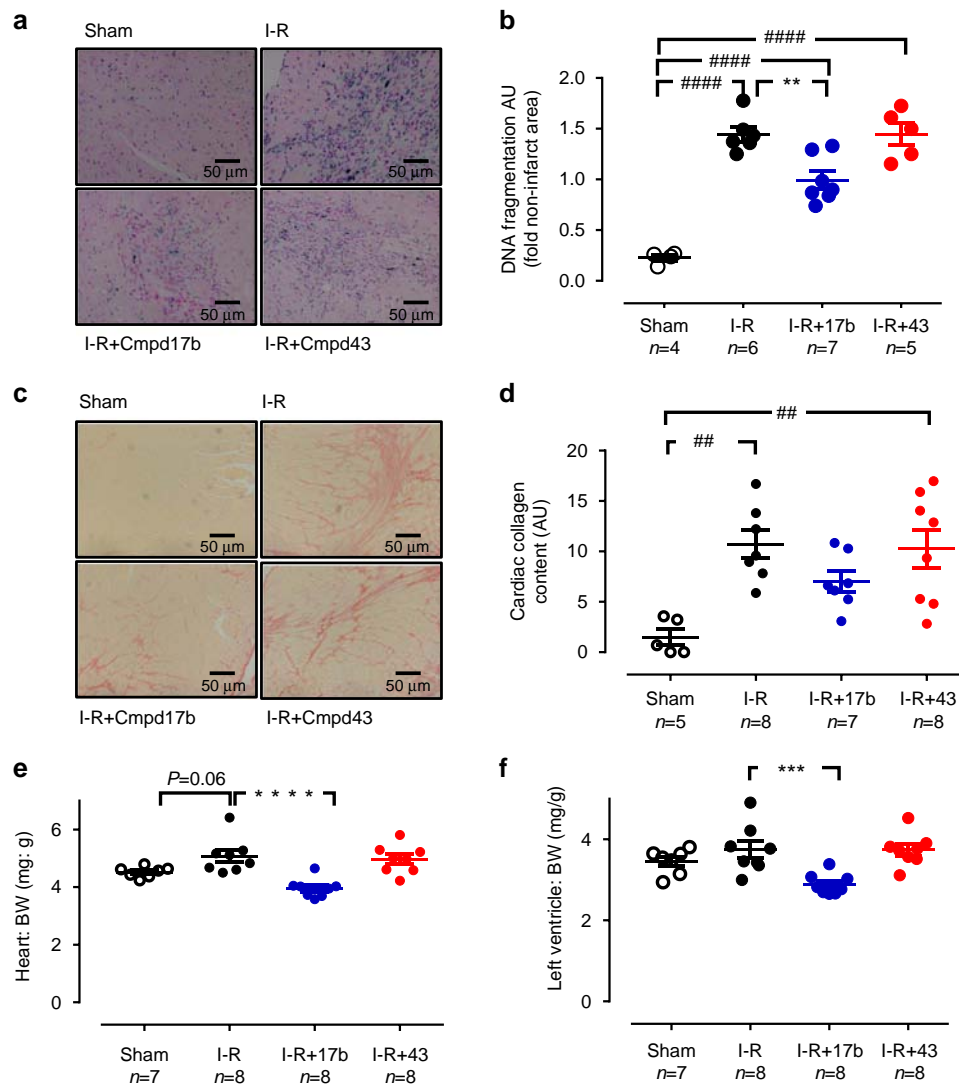 a
Sham
I-R
50 μm
50 μm
50 μm
50 μm
I-R+Cmpd17b
I-R+Cmpd43
b
####
####
####
**
DNA fragmentation AU
(fold non-infarct area)
2.0
1.5
1.0
0.5
0.0
Sham
I-R
I-R+17b
I-R+43
n=4
n=6
n=7
n=5
c
Sham
I-R
50 μm
50 μm
50 μm
50 μm
I-R+Cmpd17b
I-R+Cmpd43
d
##
##
Cardiac collagen
content (AU)
20
15
10
5
0
Sham
I-R
I-R+17b
I-R+43
n=5
n=8
n=7
n=8
e
P=0.06
* * * *
Heart: BW (mg: g)
6
4
2
0
Sham
I-R
I-R+17b
I-R+43
n=7
n=8
n=8
n=8
f
***
Left ventricle: BW (mg/g)
4
2
0
Sham
I-R
I-R+17b
I-R+43
n=7
n=8
n=8
n=8